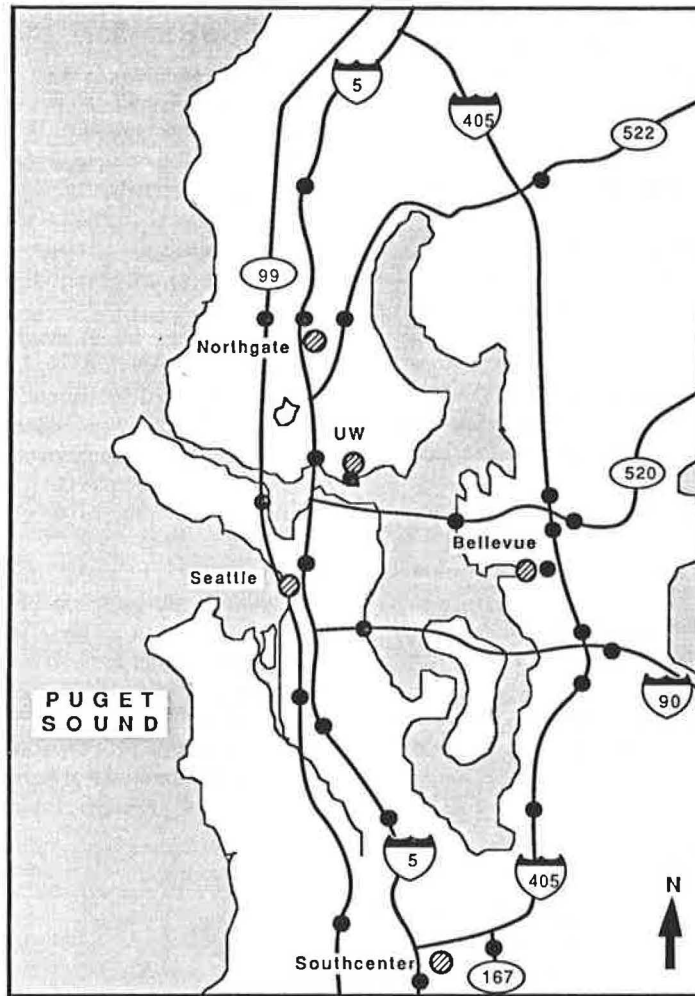 5
405
522
99
Northgate
UW
520
Bellevue
Seattle
PUGET
SOUND
90
5
405
N
Southcenter
167